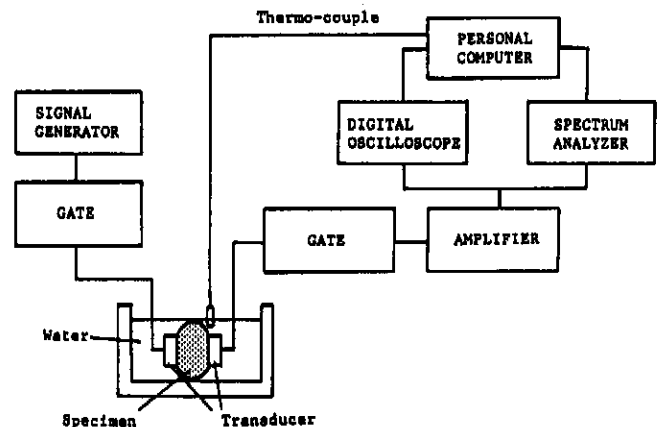 Thermo-couple
PERSONAL
COMPUTER
SIGNAL
GENERATOR
DIGITAL
OSCILLOSCOPE
SPECTRUM
ANALYZER
GATE
GATE
AMPLIFIER
Water
Specimen
Transducer